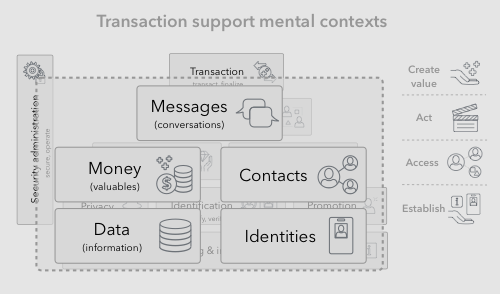 Transaction support mental contexts
Transaction
transact, finalise
Messages
(conversations)
Security administration
secure, operate
Money
(valuables)
Contacts
Privacy
Identification
Promotion
Data
(information)
Identities
Create
value
Act
Access
Establish